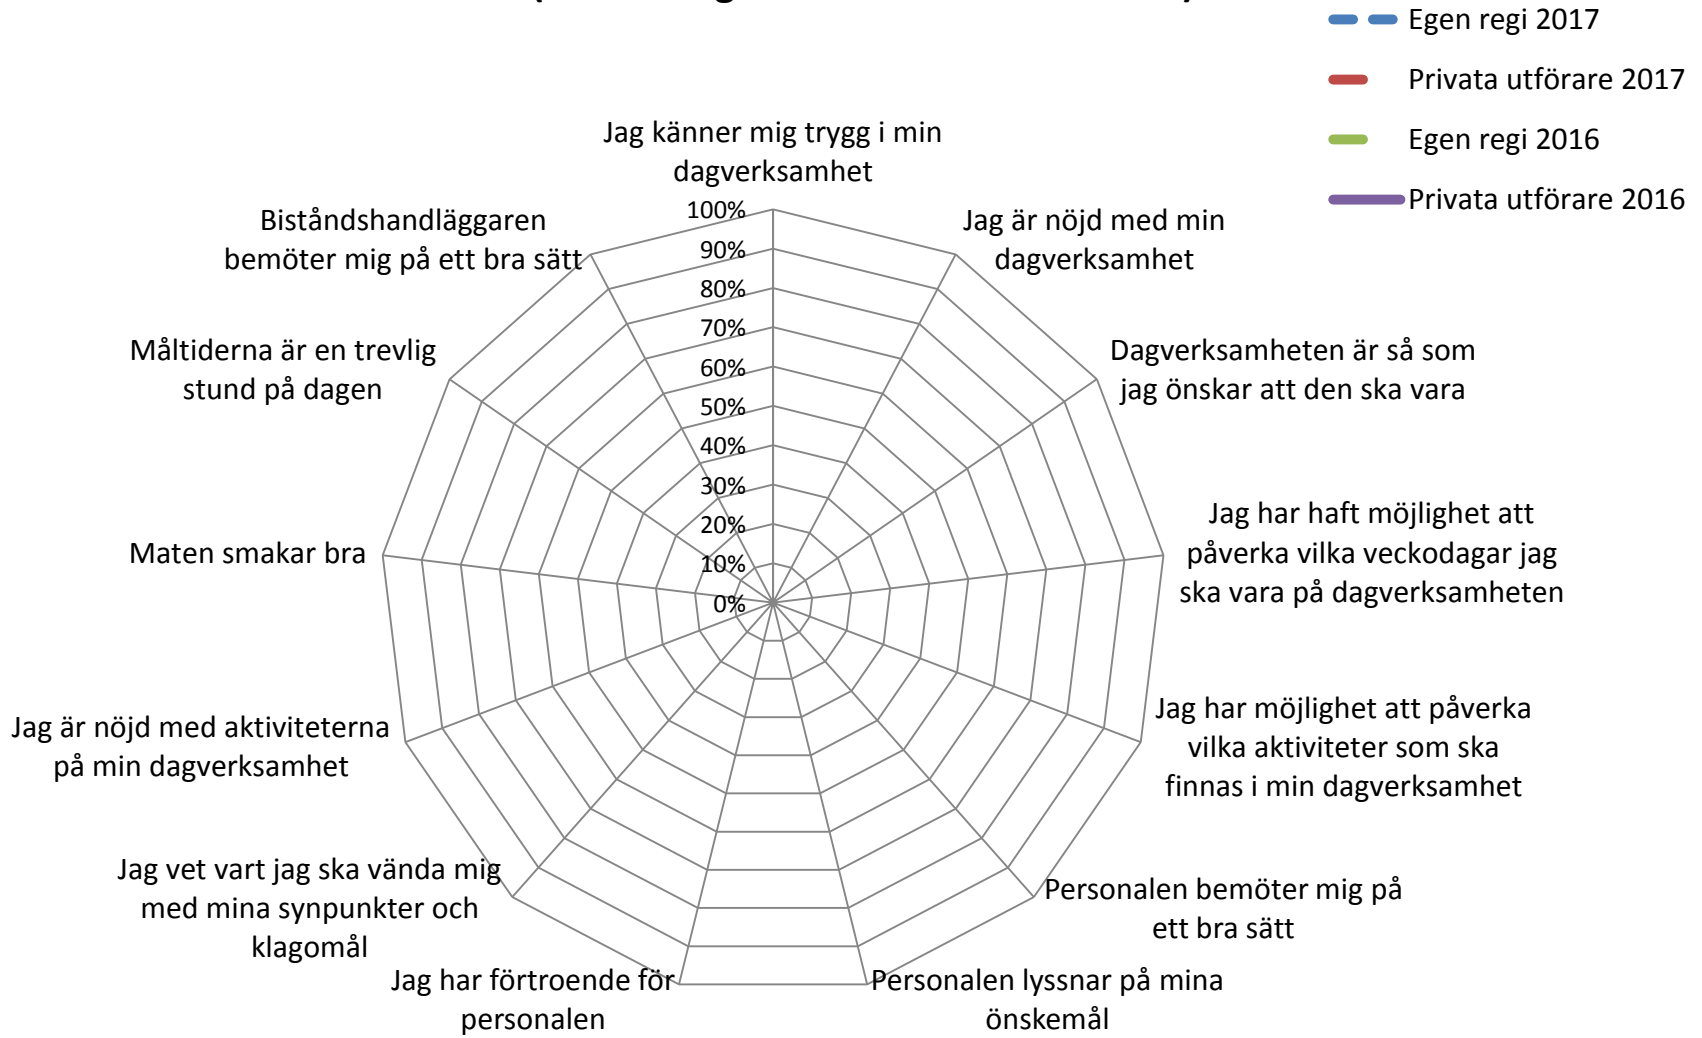 Egen regi 2017
Privata utförare 2017
Egen regi 2016
Privata utförare 2016
Jag känner mig trygg i min
dagverksamhet
Jag är nöjd med min
dagverksamhet
Dagverksamheten är så som
jag önskar att den ska vara
Jag har haft möjlighet att
påverka vilka veckodagar jag
ska vara på dagverksamheten
Jag har möjlighet att påverka
vilka aktiviteter som ska
finnas i min dagverksamhet
Personalen bemöter mig på
ett bra sätt
Personalen lyssnar på mina
önskemål
Jag har förtroende för
personalen
Jag vet vart jag ska vända mig
med mina synpunkter och
klagomål
Jag är nöjd med aktiviteterna
på min dagverksamhet
Maten smakar bra
Måltiderna är en trevlig
stund på dagen
Biståndshandläggaren
bemöter mig på ett bra sätt
100%
90%
80%
70%
60%
50%
40%
30%
20%
10%
0%